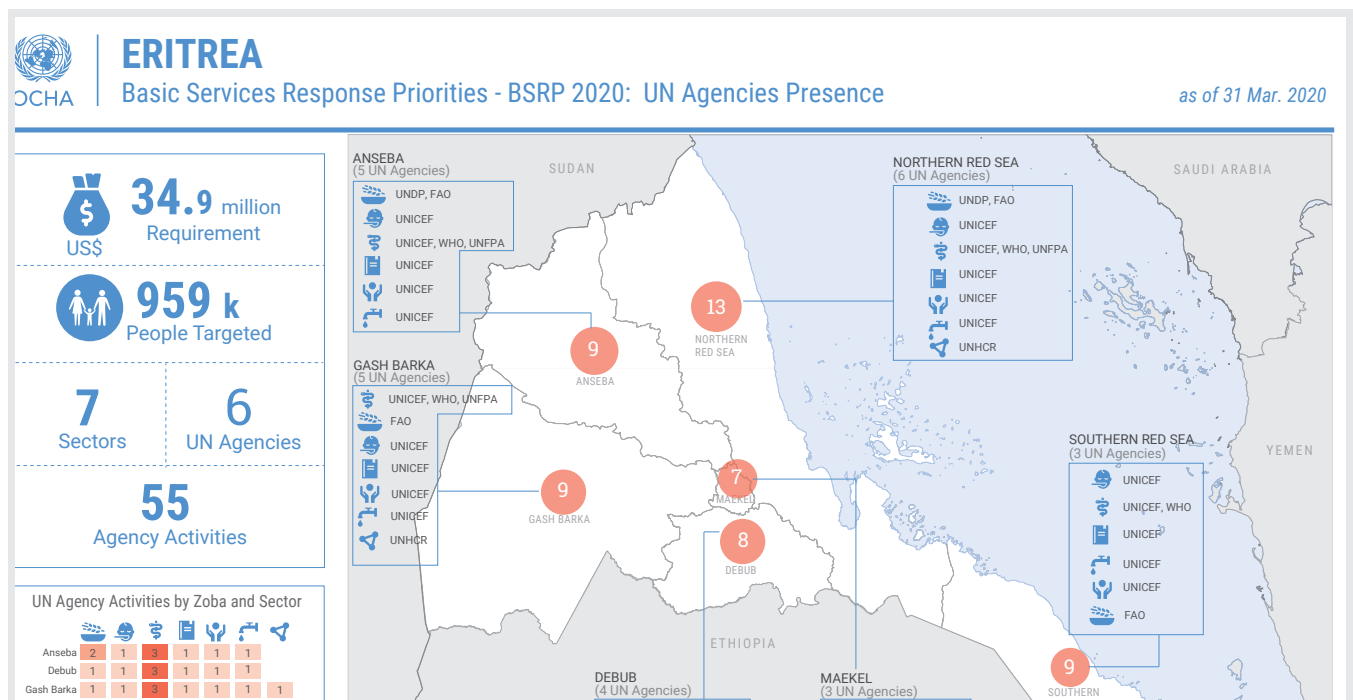 OCHA
ERITREA
Basic Services Response Priorities - BSRP 2020: UN Agencies Presence
as of 31 Mar. 2020
34.9 million
Requirement
US$
959 k
People Targeted
7
Sectors
6
UN Agencies
55
Agency Activities
UN Agency Activities by Zoba and Sector
Anseba 2 1 3 1 1 1
Debub 1 1 3 1 1 1
Gash Barka 1 1 3 1 1 1 1
ANSEBA
(5 UN Agencies)
UNDP, FAO
UNICEF
UNICEF, WHO, UNFPA
UNICEF
UNICEF
UNICEF
GASH BARKA
(5 UN Agencies)
UNICEF, WHO, UNFPA
FAO
UNICEF
UNICEF
UNICEF
UNICEF
UNHCR
SUDAN
NORTHERN RED SEA
(6 UN Agencies)
UNDP, FAO
UNICEF
UNICEF, WHO, UNFPA
UNICEF
UNICEF
UNICEF
UNHCR
SAUDI ARABIA
13
NORTHERN
RED SEA
9
ANSEBA
9
GASH BARKA
7
MAEKEL
8
DEBUB
YEMEN
SOUTHERN RED SEA
(3 UN Agencies)
UNICEF
UNICEF, WHO
UNICEF
UNICEF
UNICEF
FAO
ETHIOPIA
9
SOUTHERN
DEBUB
(4 UN Agencies)
MAEKEL
(3 UN Agencies)